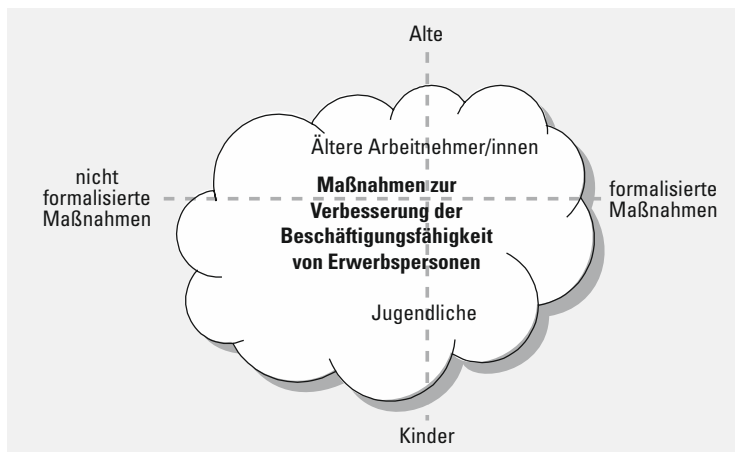 Alte
Ältere Arbeitnehmer/innen
nicht
formalisierte
Maßnahmen
Maßnahmen zur
Verbesserung der
Beschäftigungsfähigkeit
von Erwerbspersonen
formalisierte
Maßnahmen
Jugendliche
Kinder